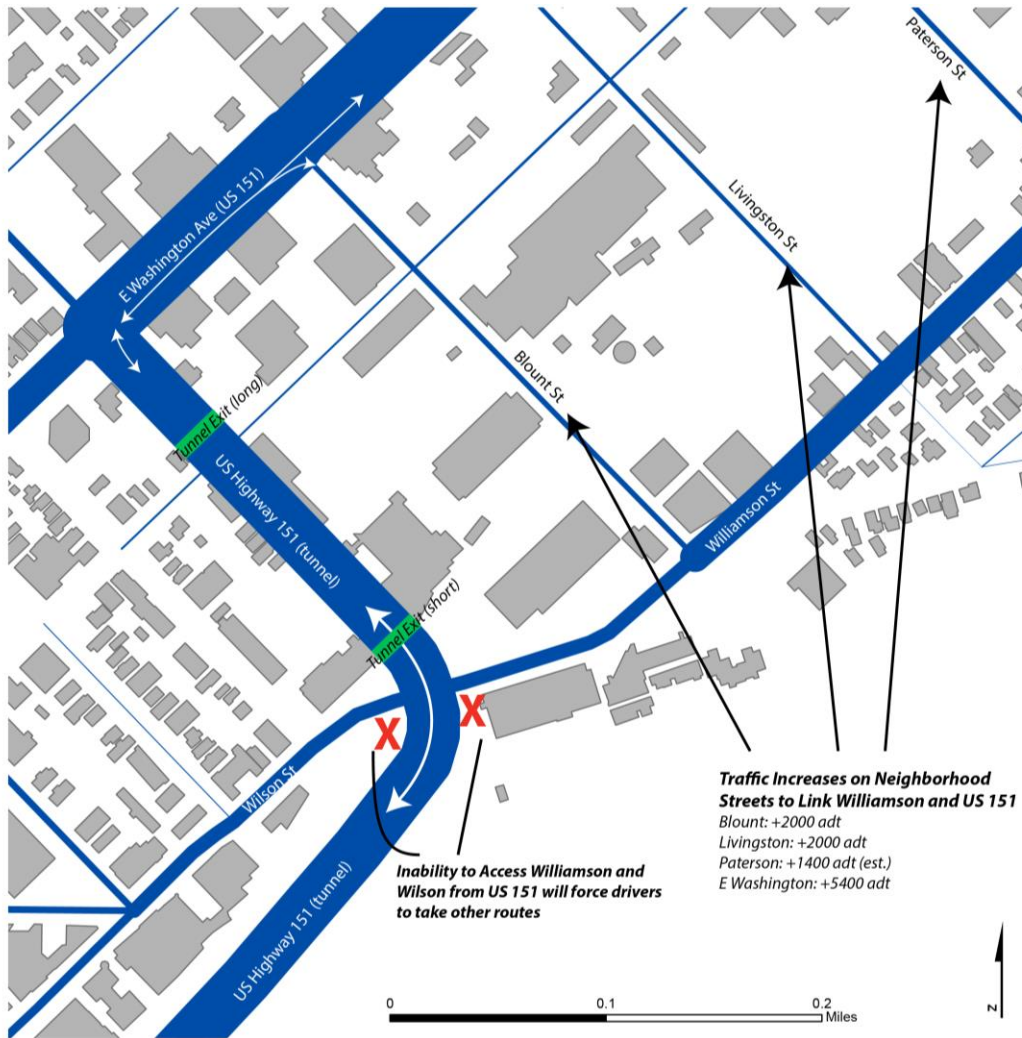 Paterson St
E Washington Ave (US 151)
Livingston St
Blount St
Tunnel Exit (long)
US Highway 151 (tunnel)
Williamson St
Tunnel Exit (short)
X
X
Wilson St
US Highway 151 (tunnel)
Inability to Access Williamson and
Wilson from US 151 will force drivers
to take other routes
Traffic Increases on Neighborhood
Streets to Link Williamson and US 151
Blount: +2000 adt
Livingston: +2000 adt
Paterson: +1400 adt (est.)
E Washington: +5400 adt
0 0.1 0.2
Miles
N